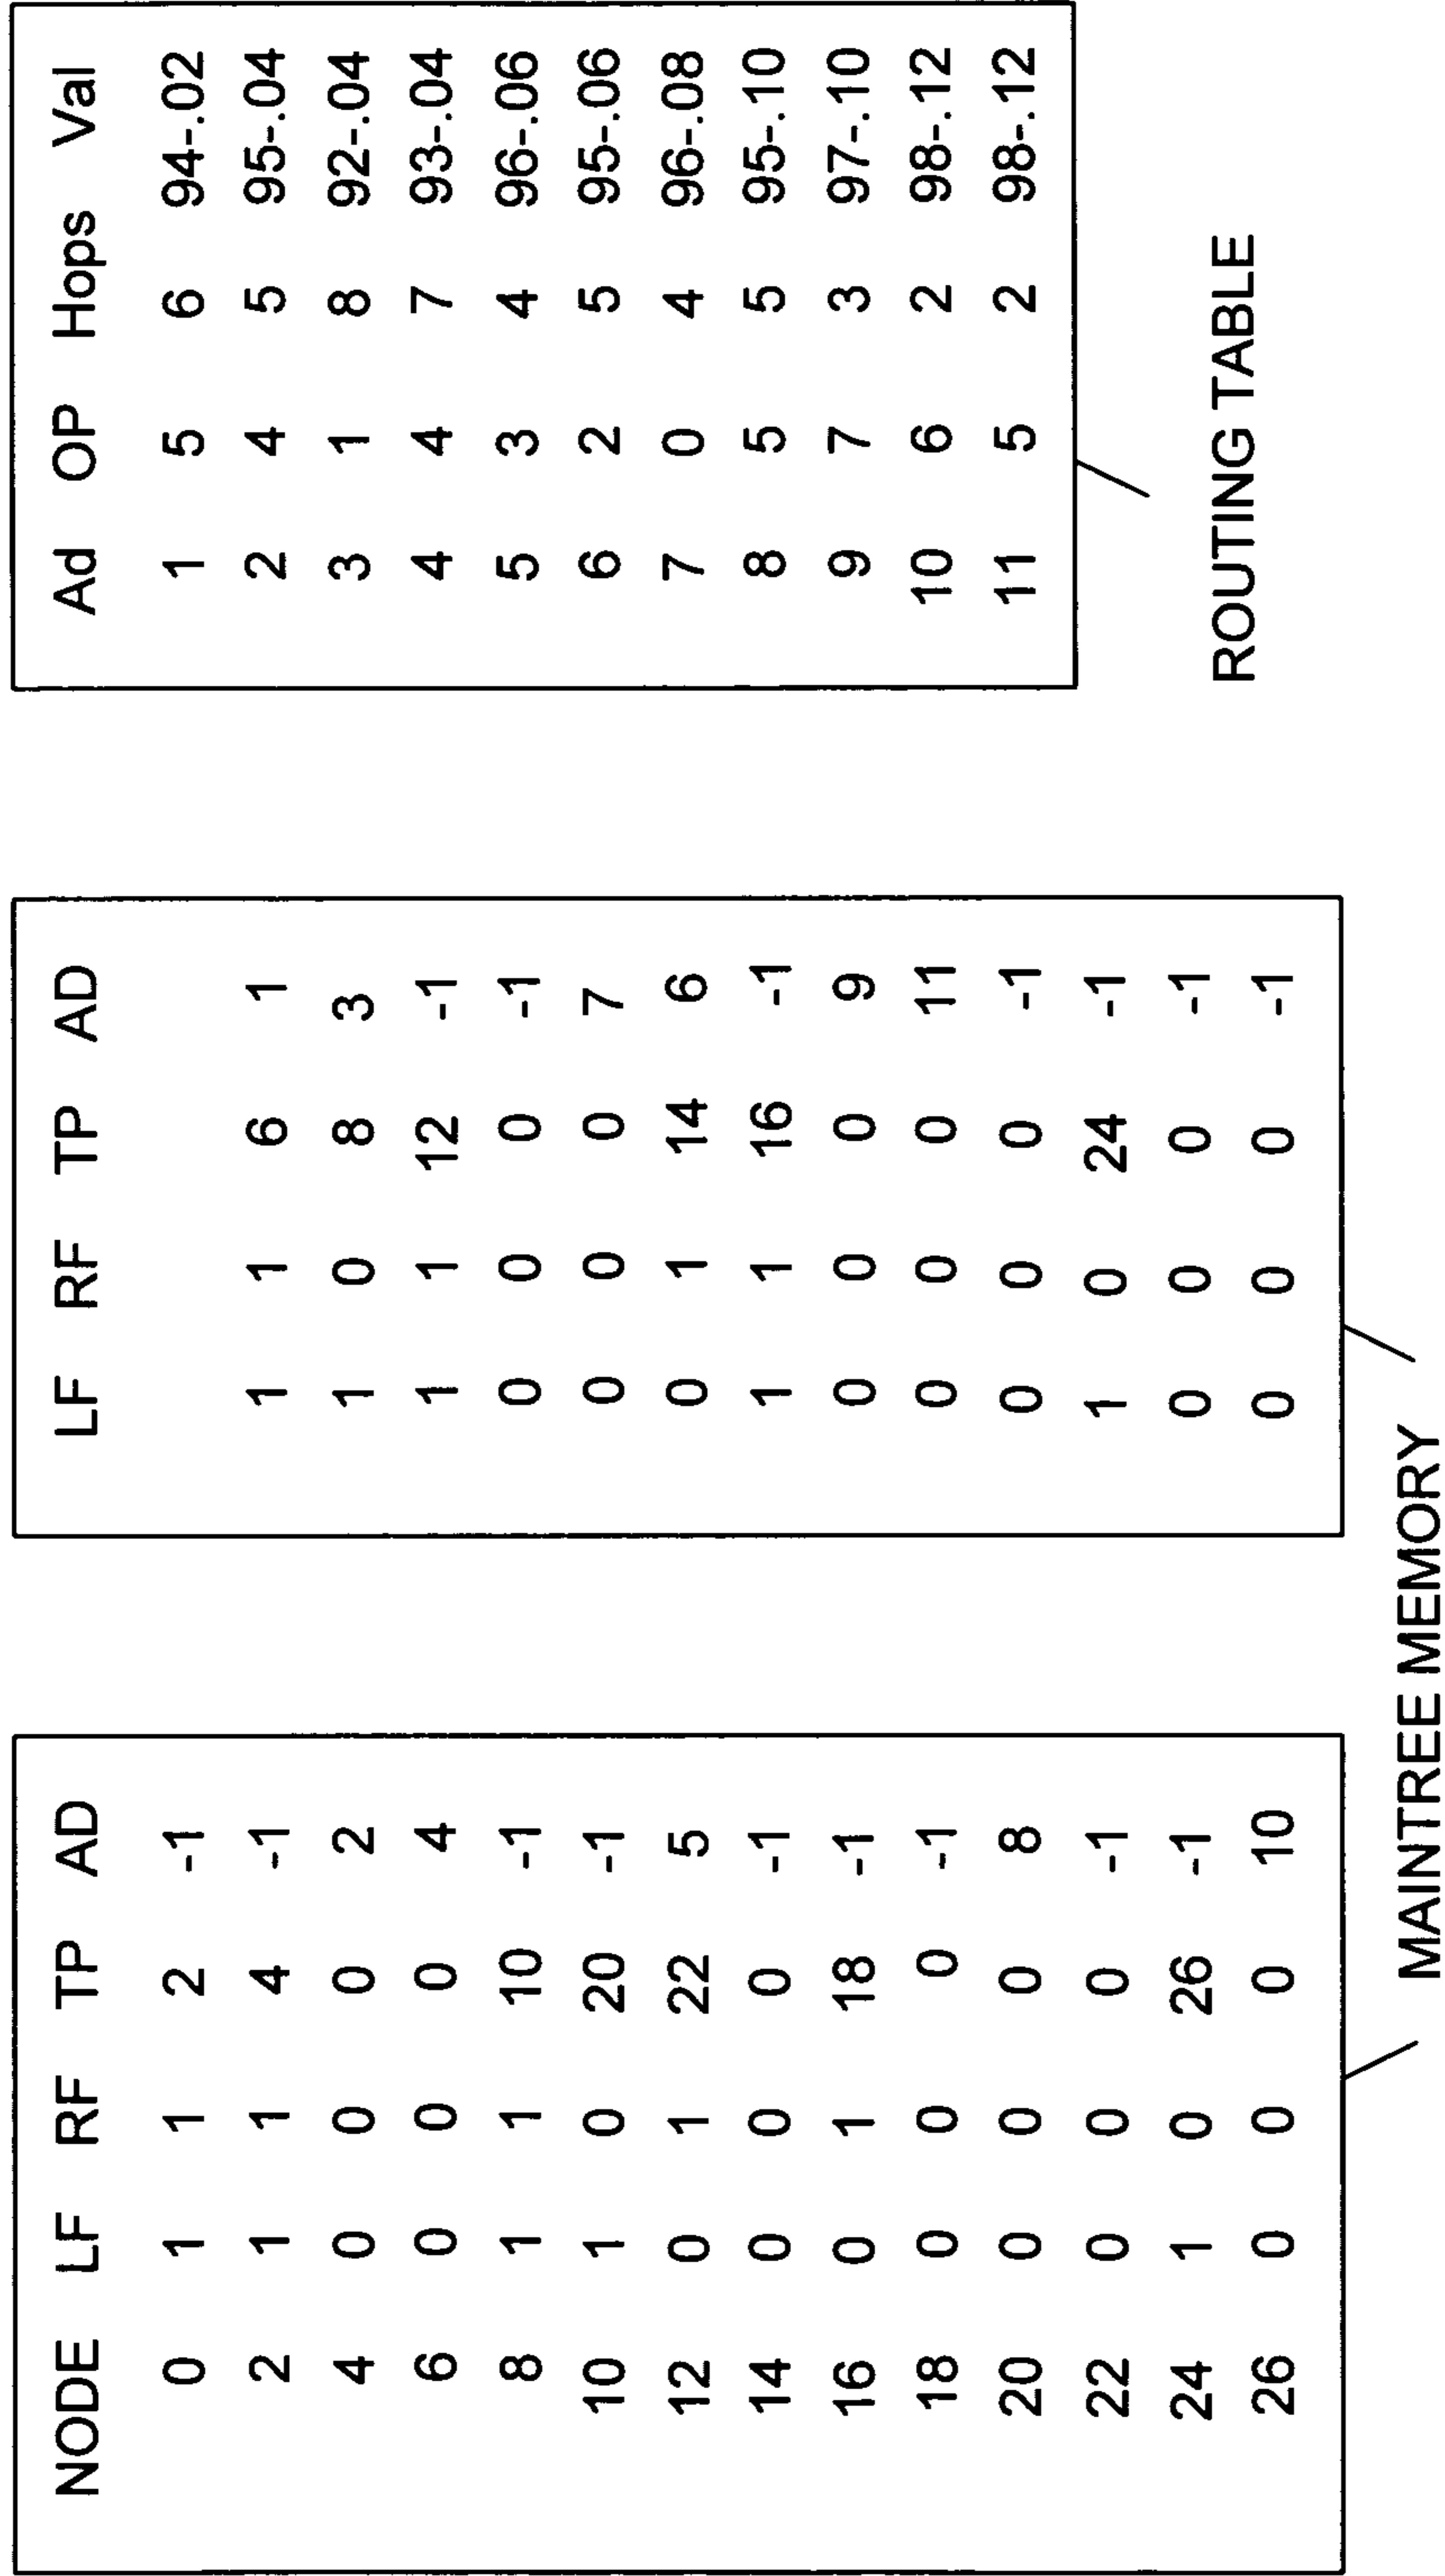 NODE LF RF TP AD
0 1 1 2 -1
2 1 1 4 -1
4 0 0 0 2
6 0 0 0 4
8 1 1 10 -1
10 1 0 20 -1
12 0 1 22 5
14 0 0 0 -1
16 0 1 18 -1
18 0 0 0 -1
20 0 0 0 8
22 0 0 0 -1
24 1 0 26 -1
26 0 0 0 10
LF RF TP AD
1 1 6 1
1 0 8 3
1 1 12 -1
0 0 0 -1
0 0 0 7
0 1 14 6
1 1 16 -1
0 0 0 9
0 0 0 11
0 0 0 -1
1 0 24 -1
0 0 0 -1
0 0 0 -1
MAINTREE MEMORY
Ad OP Hops Val
1 5 6 94-.02
2 4 5 95-.04
3 1 8 92-.04
4 4 7 93-.04
5 3 4 96-.06
6 2 5 95-.06
7 0 4 96-.08
8 5 5 95-.10
9 7 3 97-.10
10 6 2 98-.12
11 5 2 98-.12
ROUTING TABLE